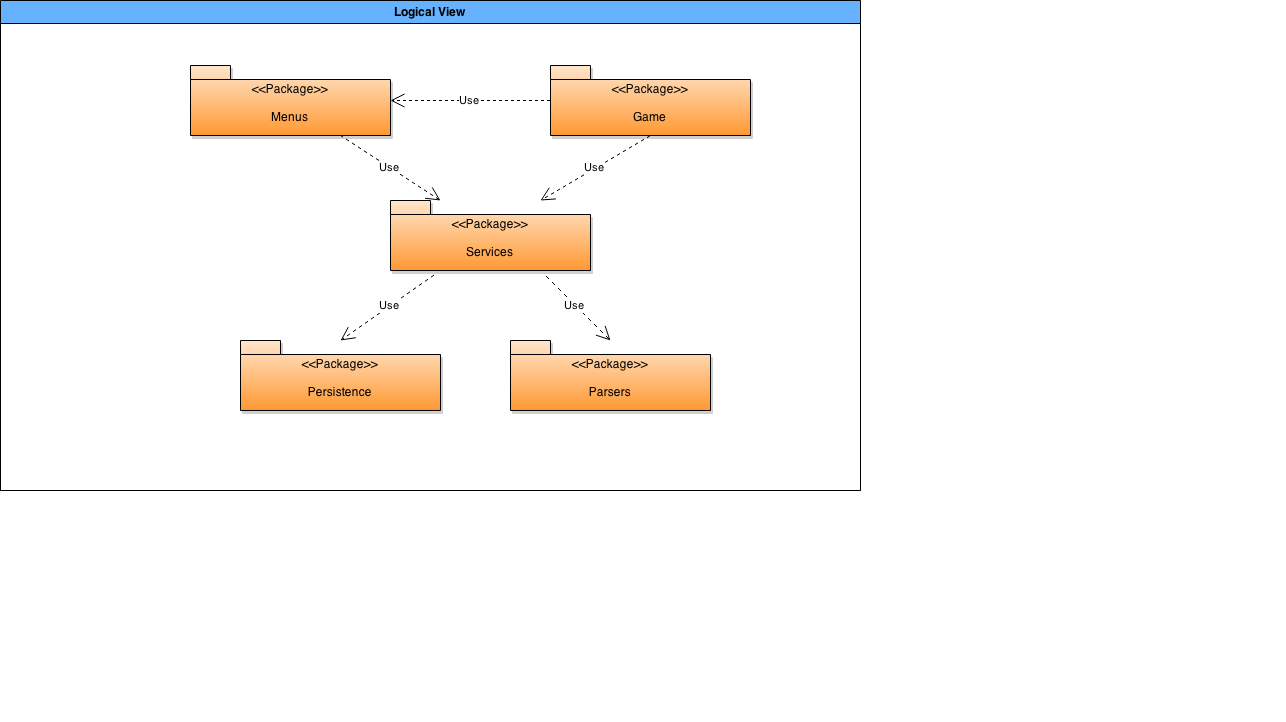 Logical View
<<Package>>
Menus
Use
<<Package>>
Game
Use
Use
<<Package>>
Services
Use
Use
<<Package>>
Persistence
<<Package>>
Parsers